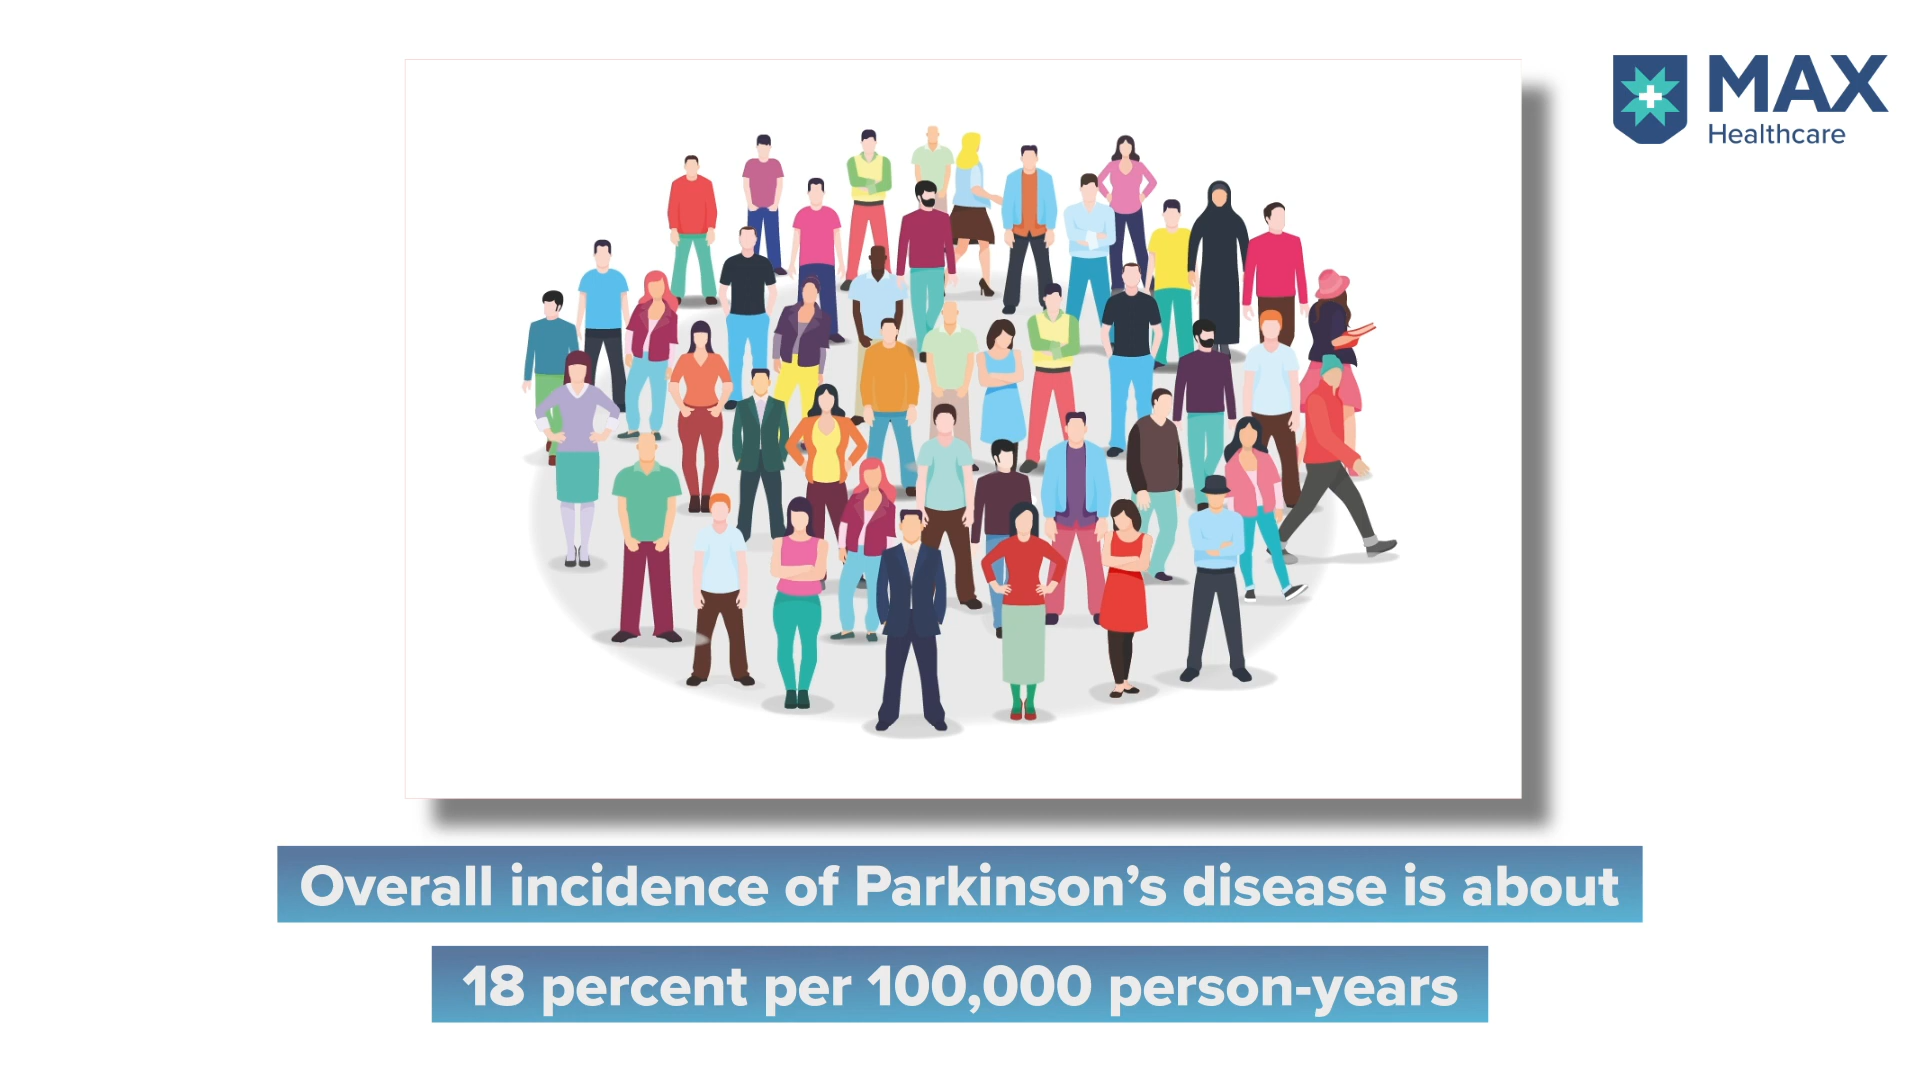 MAX
Healthcare
Overall incidence of Parkinson’s disease is about
18 percent per 100,000 person-years